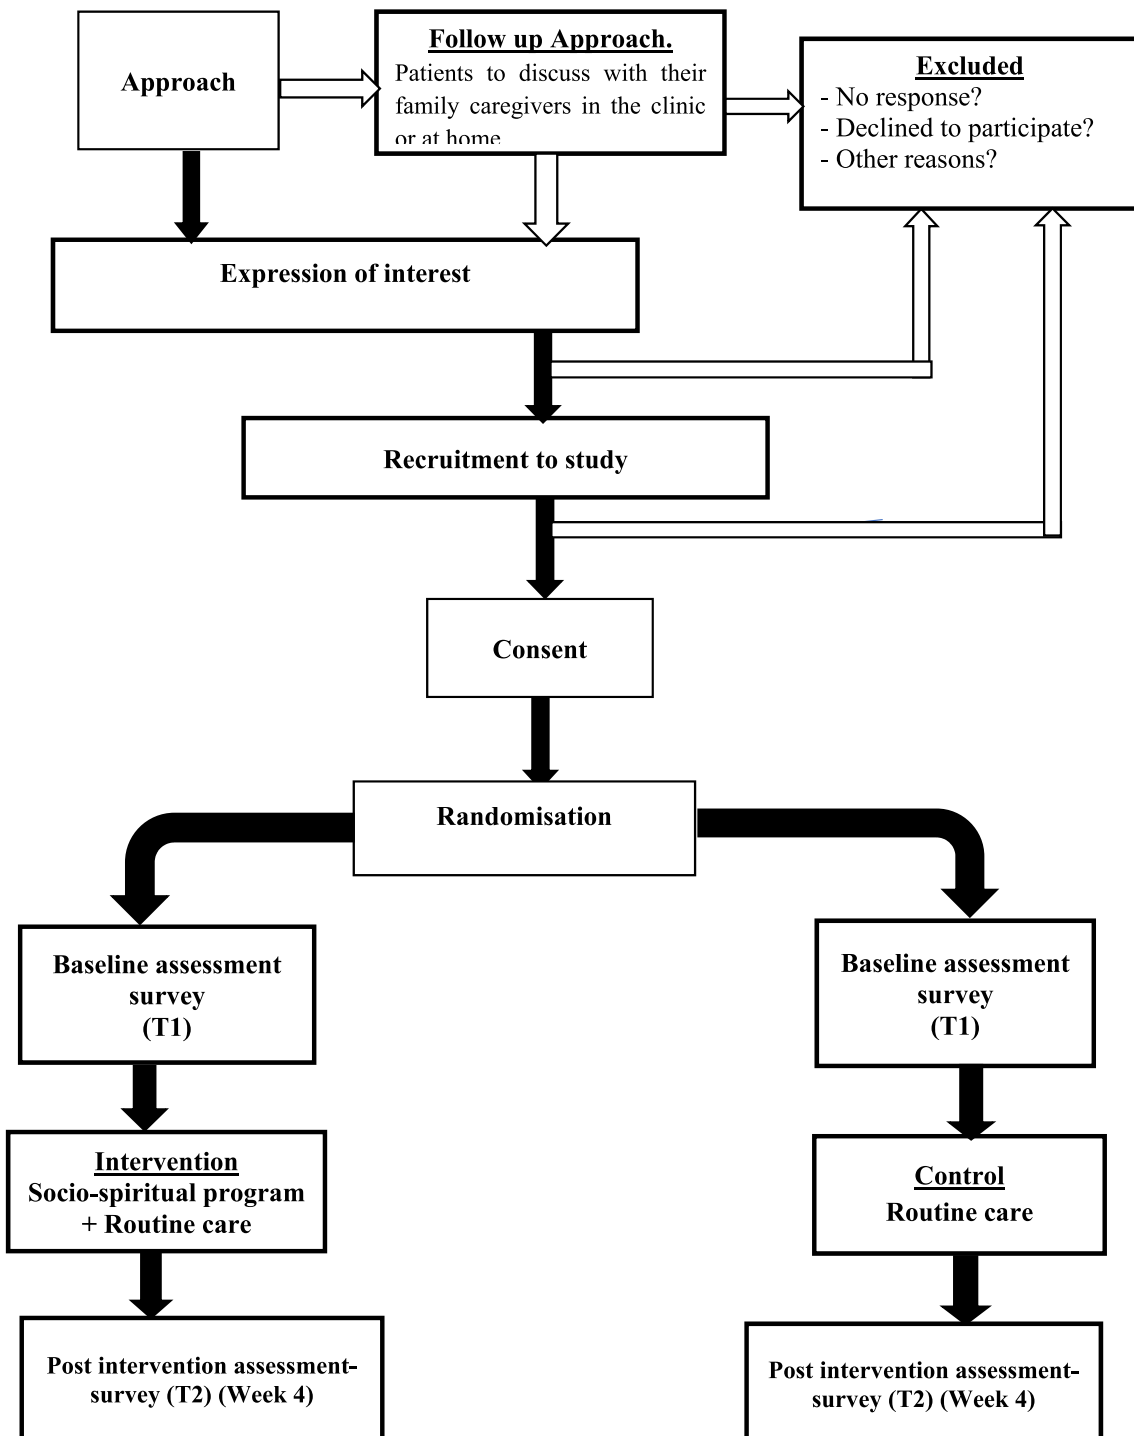 Approach
Follow up Approach.
Patients to discuss with their
family caregivers in the clinic
or at home
Excluded
- No response?
- Declined to participate?
- Other reasons?
Expression of interest
Recruitment to study
Consent
Randomisation
Baseline assessment
survey
(T1)
Baseline assessment
survey
(T1)
Intervention
Socio-spiritual program
+ Routine care
Control
Routine care
Post intervention assessment-
survey (T2) (Week 4)
Post intervention assessment-
survey (T2) (Week 4)